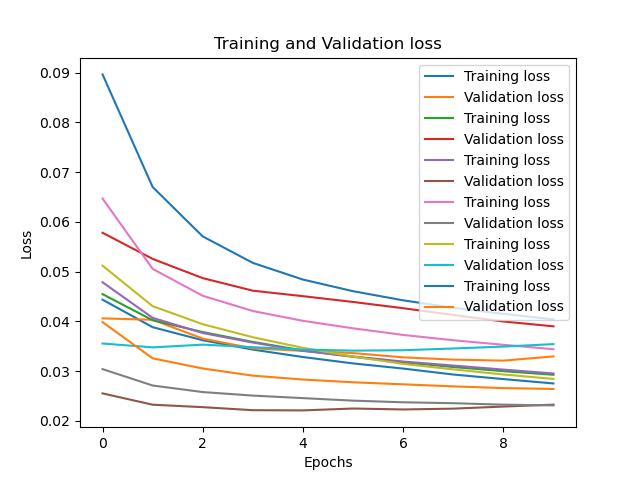 Training and Validation loss
Loss
0.09
0.08
0.07
0.06
0.05
0.04
0.03
0.02
Training loss
Validation loss
Training loss
Validation loss
Training loss
Validation loss
Training loss
Validation loss
Training loss
Validation loss
Training loss
Validation loss
0 2 4 6 8
Epochs